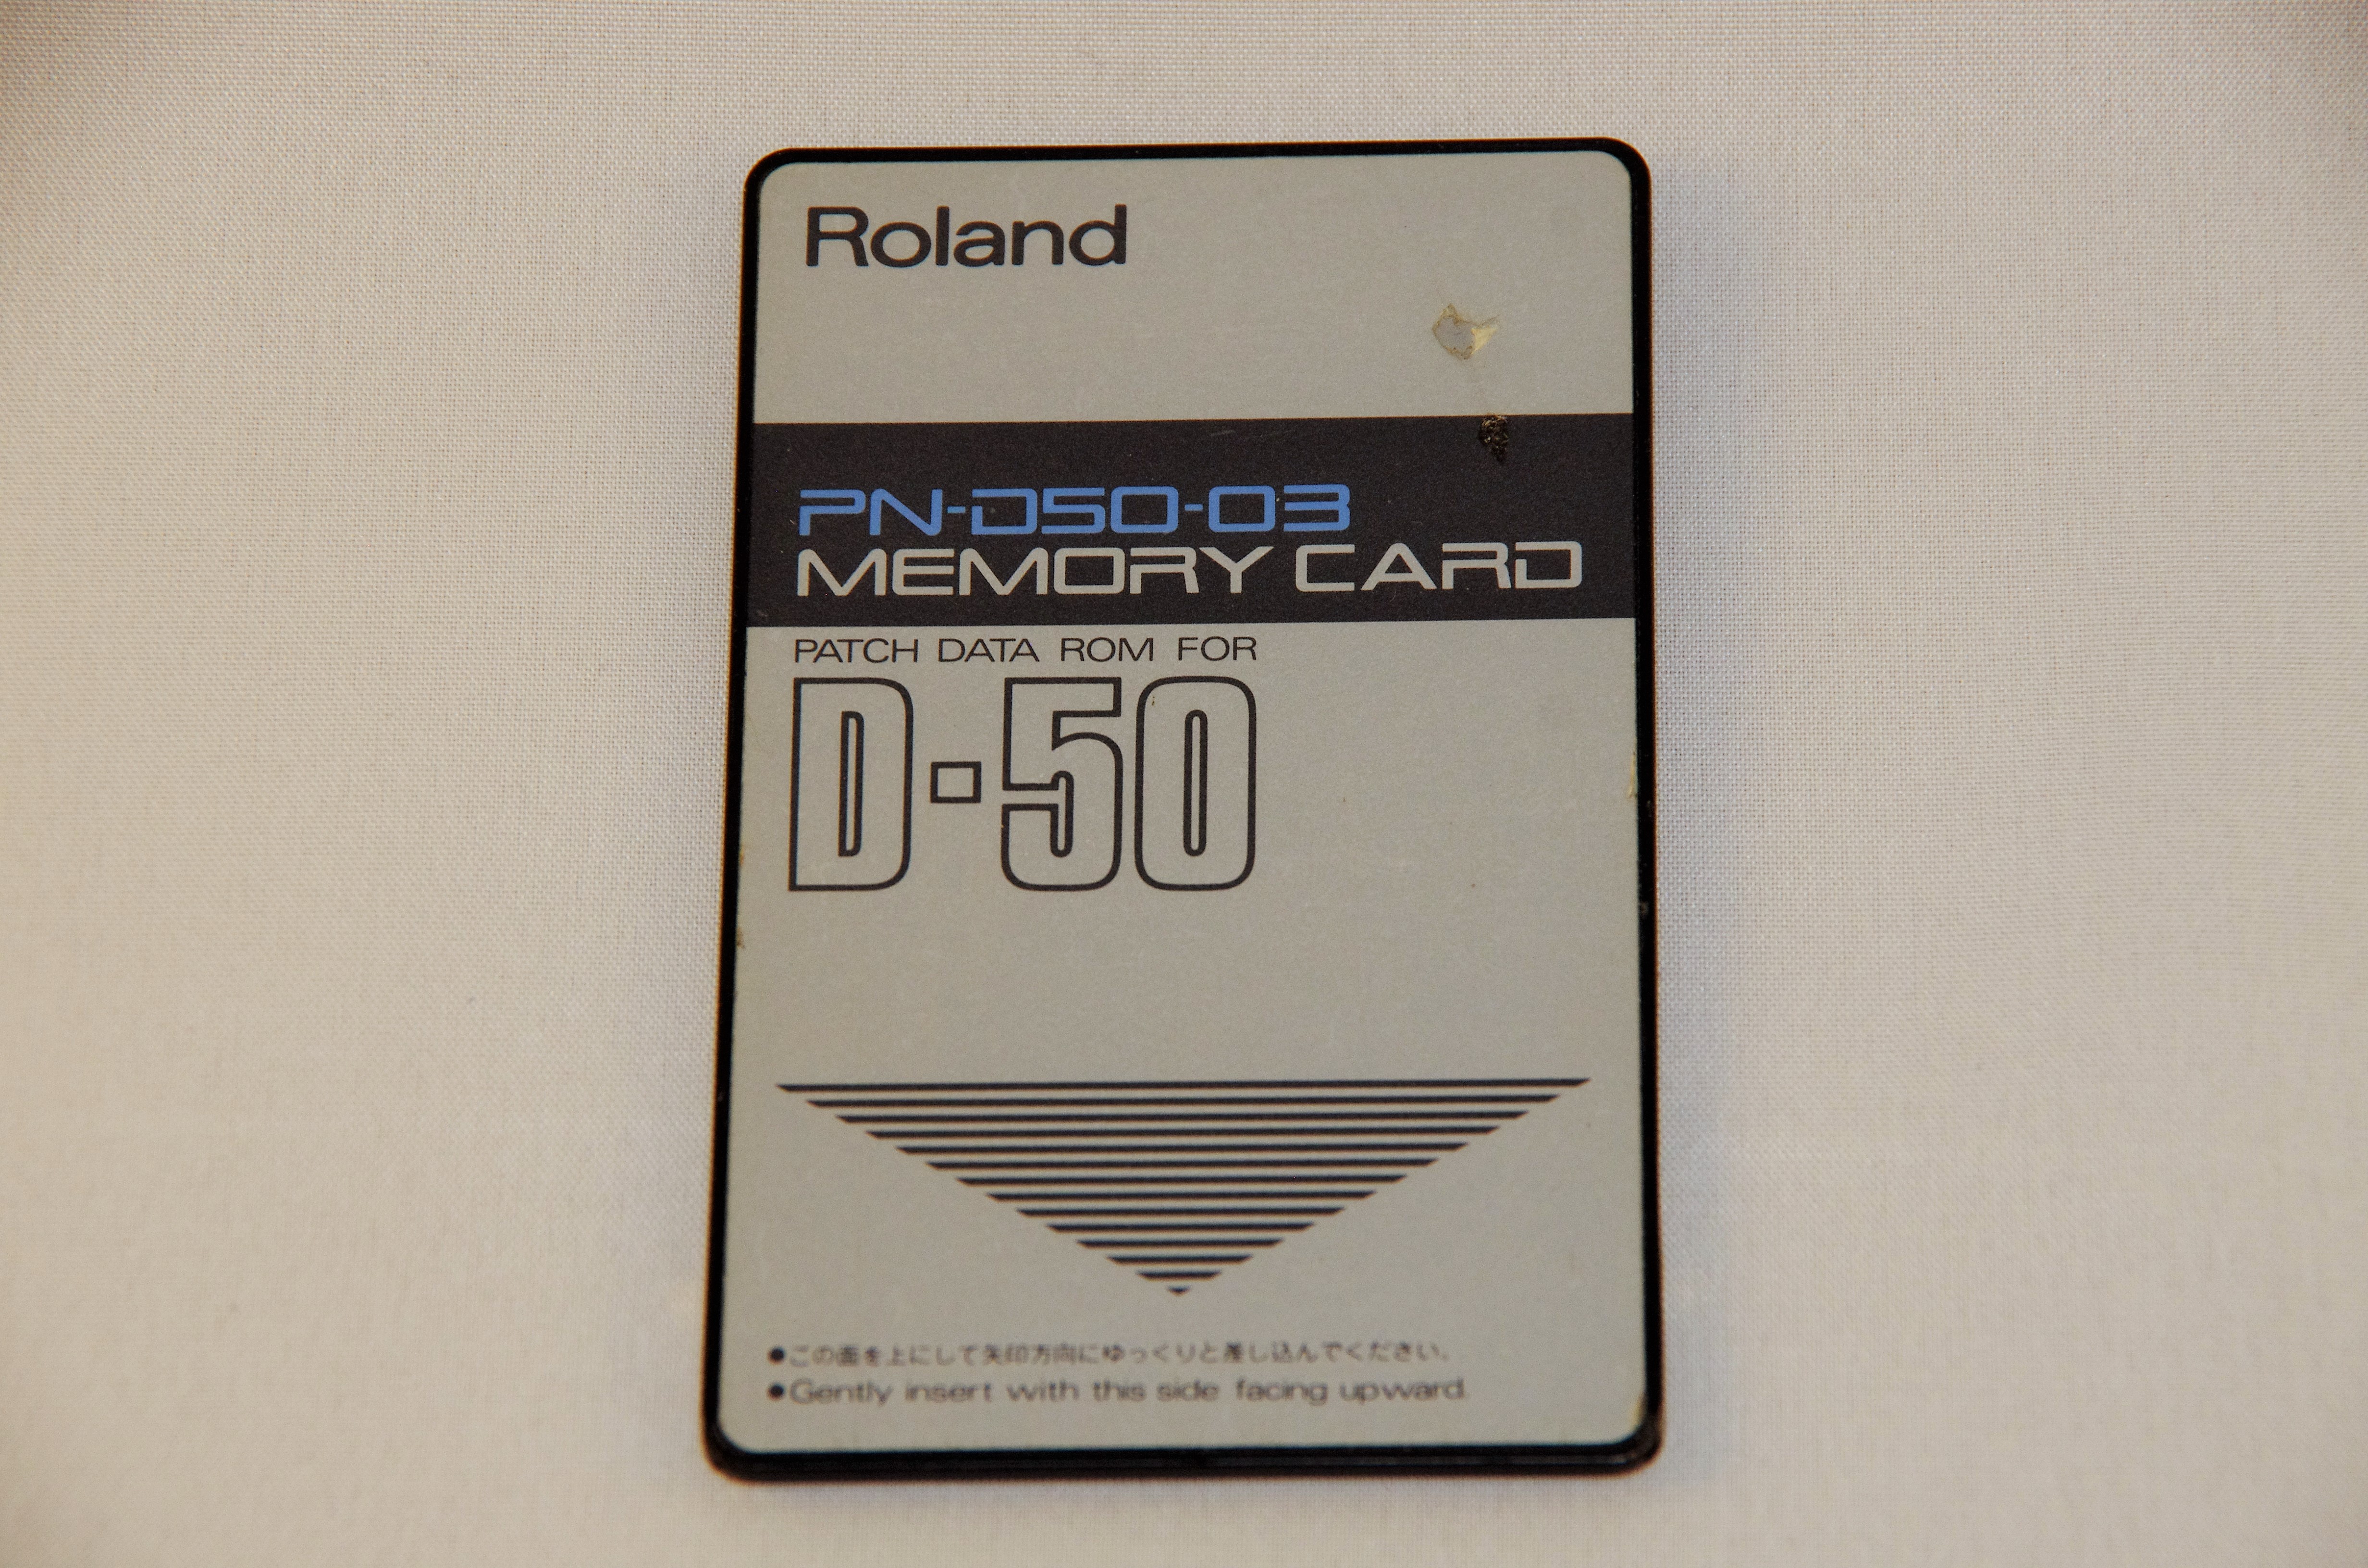 Roland
PN-D50-03
MEMORY CARD
PATCH DATA ROM FOR
D-50
●この面を上にして矢印方向にゆっくりと差し込んでください。
●Gently insert with this side facing upward.